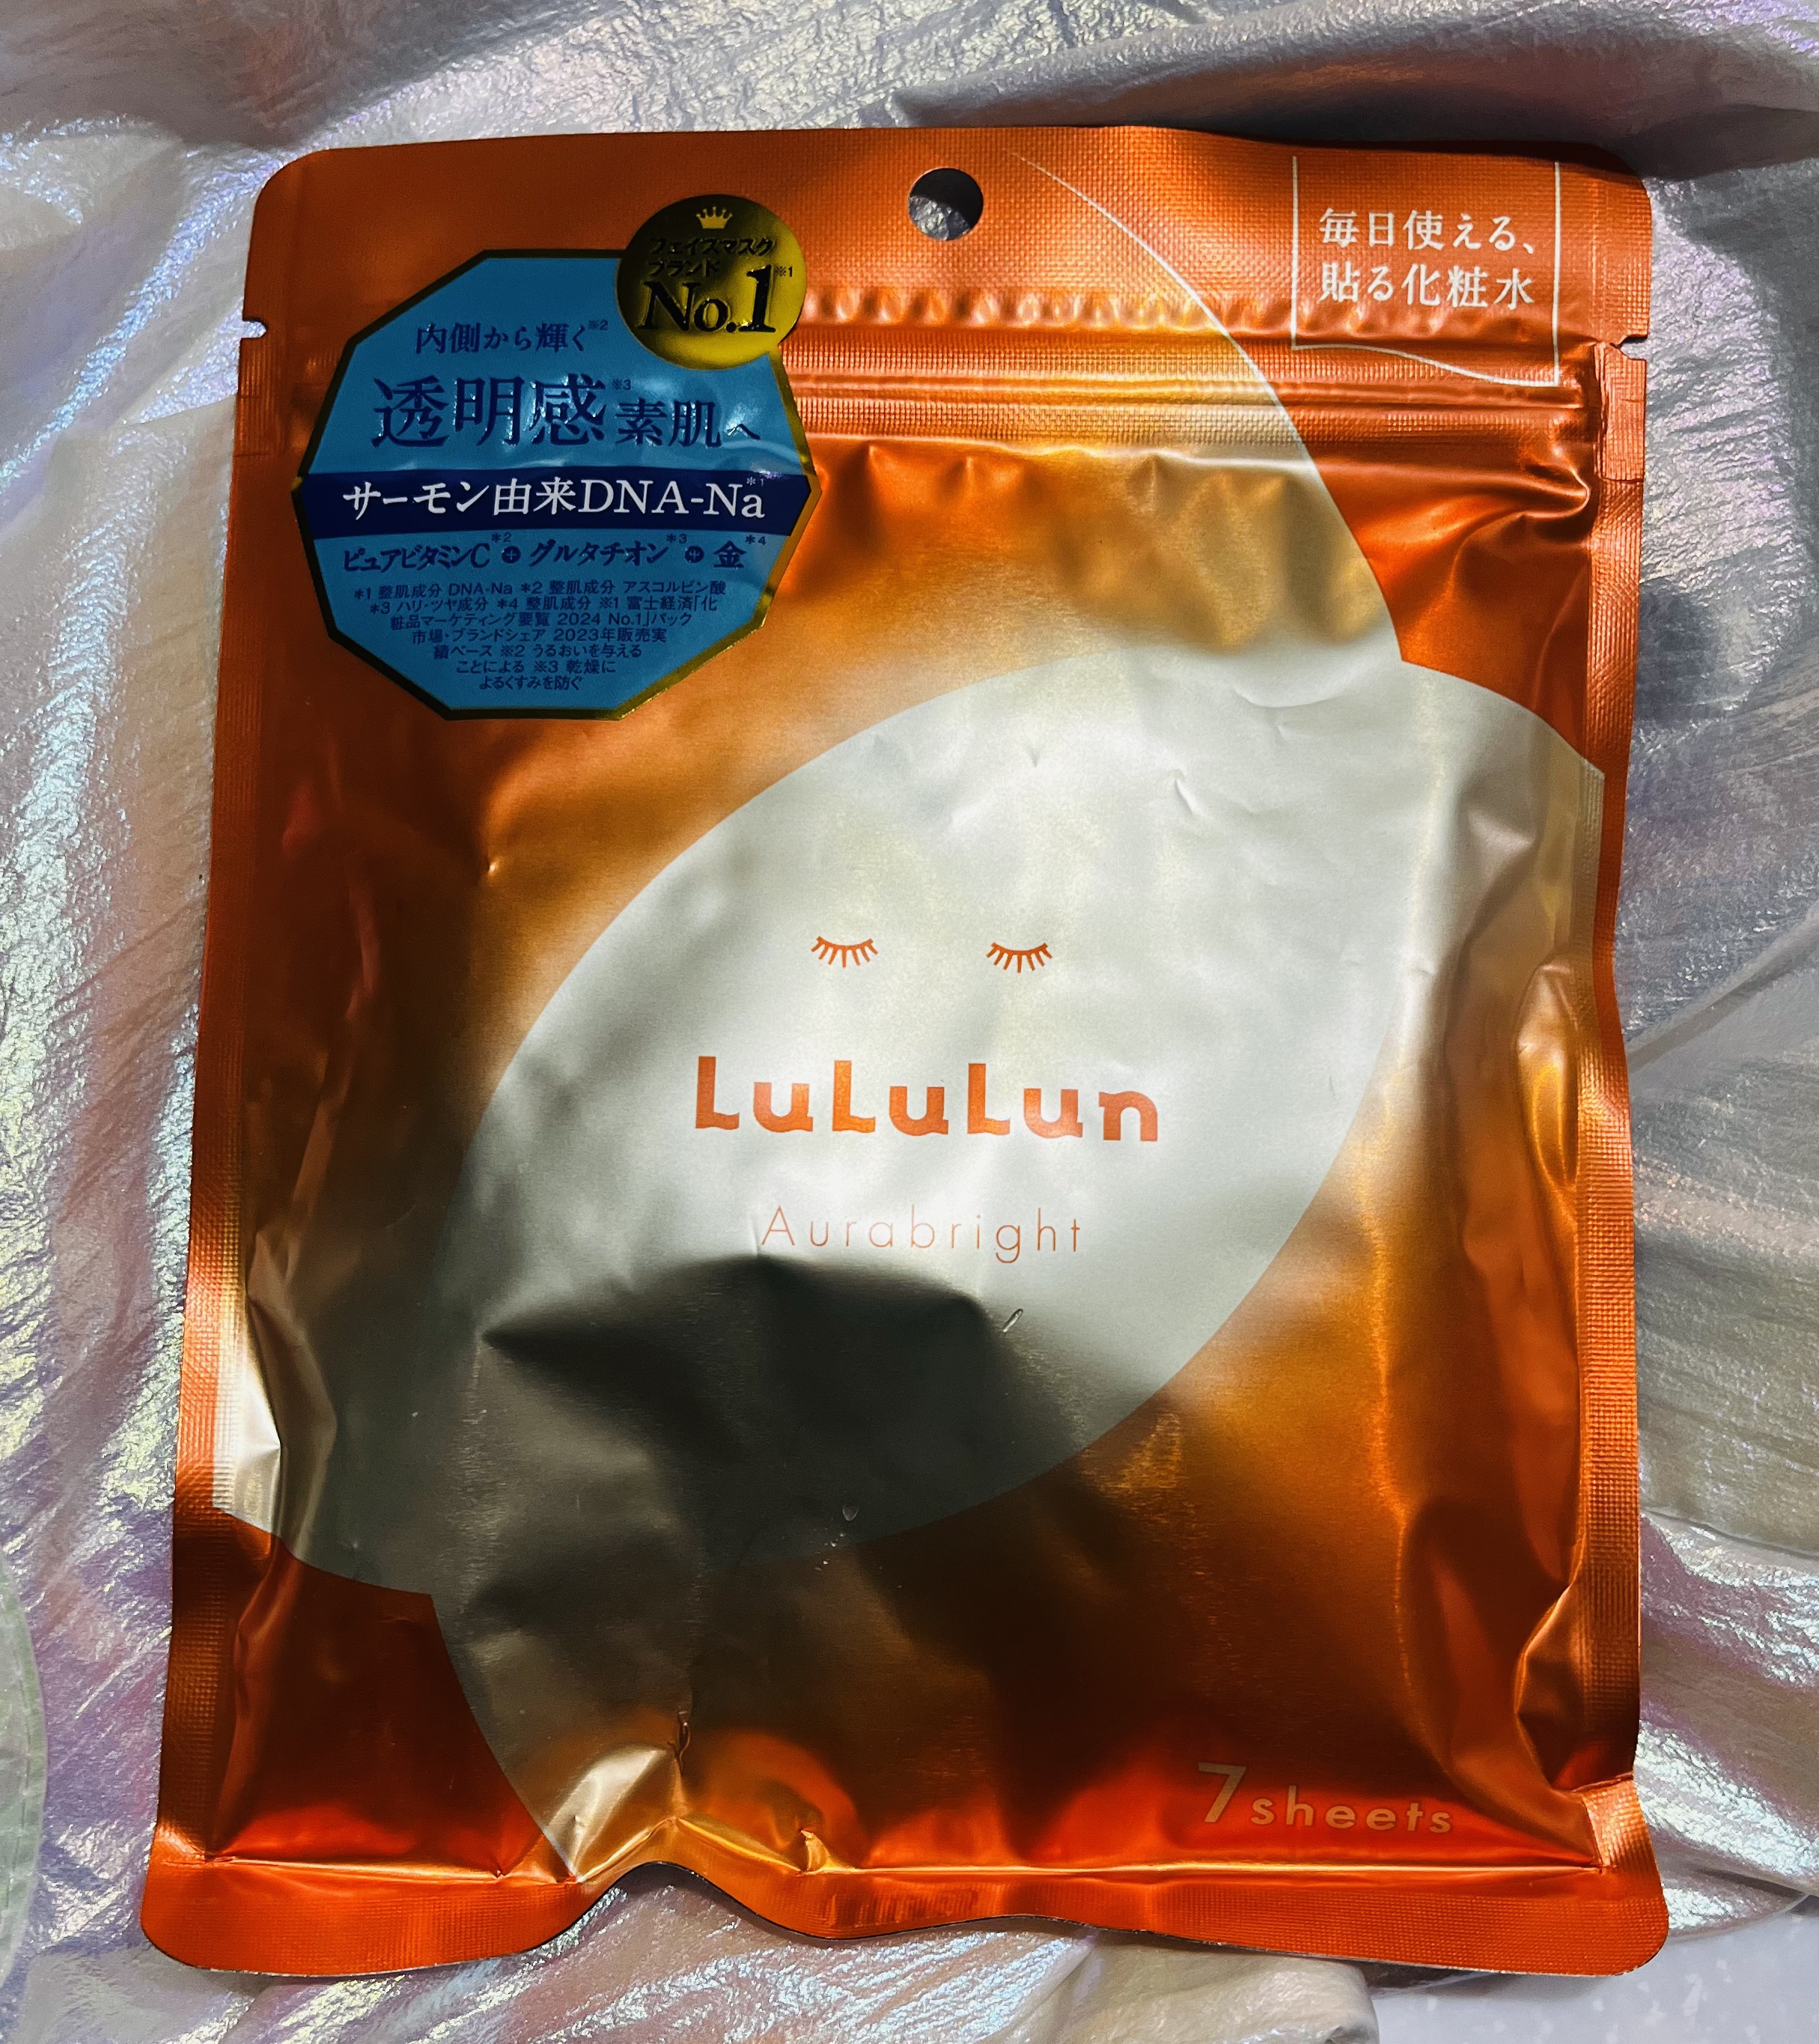 フェイスマスク
ブランド
No.1※1
内側から輝く※2
透明感※3素肌へ
サーモン由来DNA-Na*1
ピュアビタミンC*2+グルタチオン*3+金*4
*1 整肌成分 DNA-Na *2 整肌成分 アスコルビン酸
*3 ハリ・ツヤ成分 *4 整肌成分 ※1 富士経済「化
粧品マーケティング要覧 2024 No.1」パック
市場・ブランドシェア 2023年販売実
績ベース ※2 うるおいを与える
ことによる ※3 乾燥に
よるくすみを防ぐ
毎日使える、
貼る化粧水
LuLuLun
Aurabright
7sheets